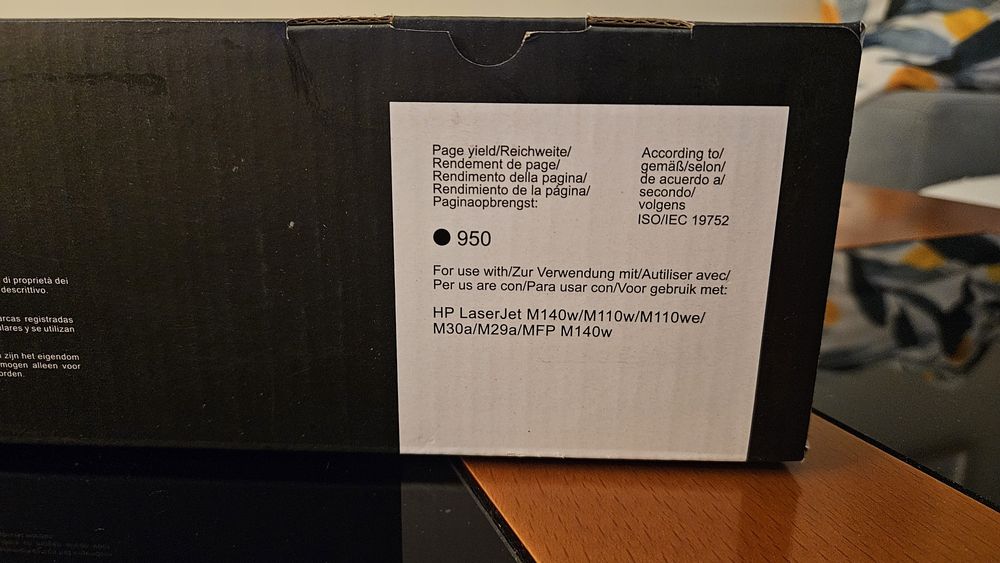 di proprietà dei
descrittivo.
arcas registradas
lares y se utilizan
zijn het eigendom
mogen alleen voor
orden.
Page yield/Reichweite/
Rendement de page/
Rendimento della pagina/
Rendimiento de la página/
Paginaopbrengst:
According to/
gemäß/selon/
de acuerdo a/
secondo/
volgens
ISO/IEC 19752
950
For use with/Zur Verwendung mit/Autiliser avec/
Per us are con/Para usar con/Voor gebruik met:
HP LaserJet M140w/M110w/M110we/
M30a/M29a/MFP M140w